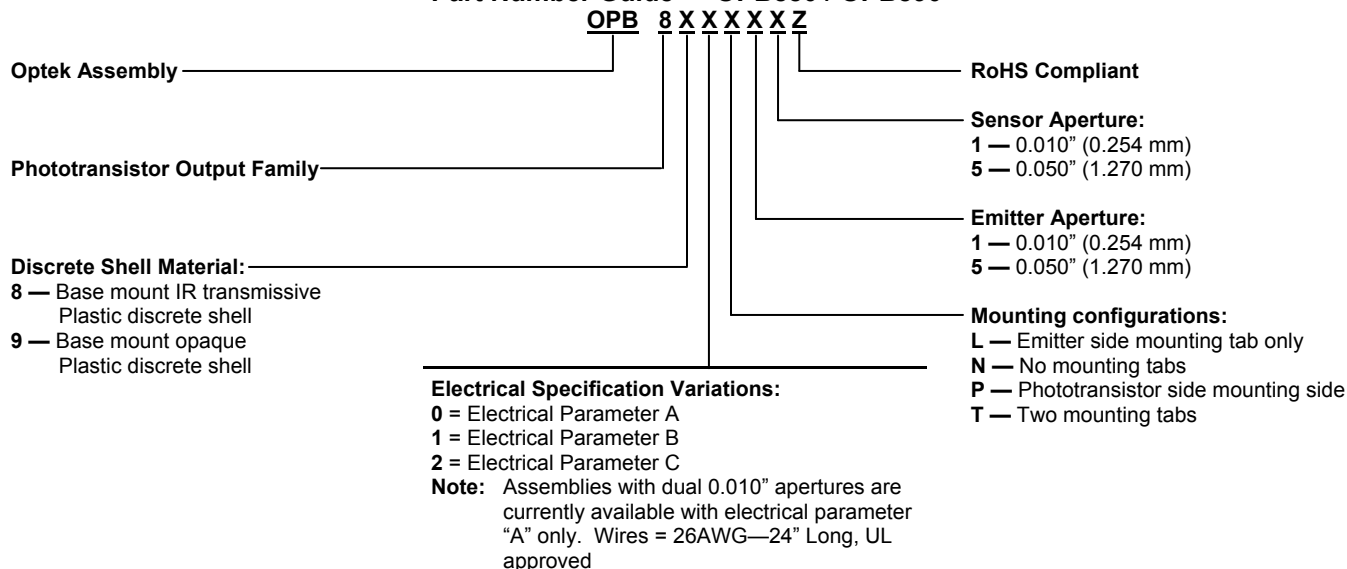 OPB 8 X X X X X Z
Optek Assembly
RoHS Compliant
Sensor Aperture:
1 — 0.010” (0.254 mm)
5 — 0.050” (1.270 mm)
Phototransistor Output Family
Emitter Aperture:
1 — 0.010” (0.254 mm)
5 — 0.050” (1.270 mm)
Discrete Shell Material:
8 — Base mount IR transmissive
Plastic discrete shell
9 — Base mount opaque
Plastic discrete shell
Mounting configurations:
L — Emitter side mounting tab only
N — No mounting tabs
P — Phototransistor side mounting side
T — Two mounting tabs
Electrical Specification Variations:
0 = Electrical Parameter A
1 = Electrical Parameter B
2 = Electrical Parameter C
Note: Assemblies with dual 0.010” apertures are
currently available with electrical parameter
“A” only. Wires = 26AWG—24” Long, UL
approved